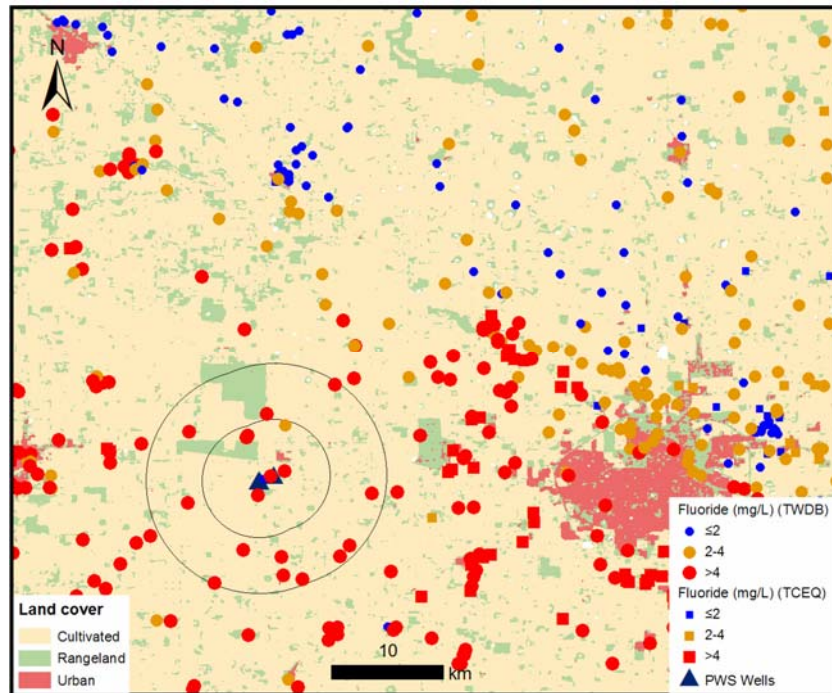 N
Fluoride (mg/L) (TWDB)
≤2
2-4
>4
Fluoride (mg/L) (TCEQ)
≤2
2-4
>4
PWS Wells
Land cover
Cultivated
Rangeland
Urban
10
km